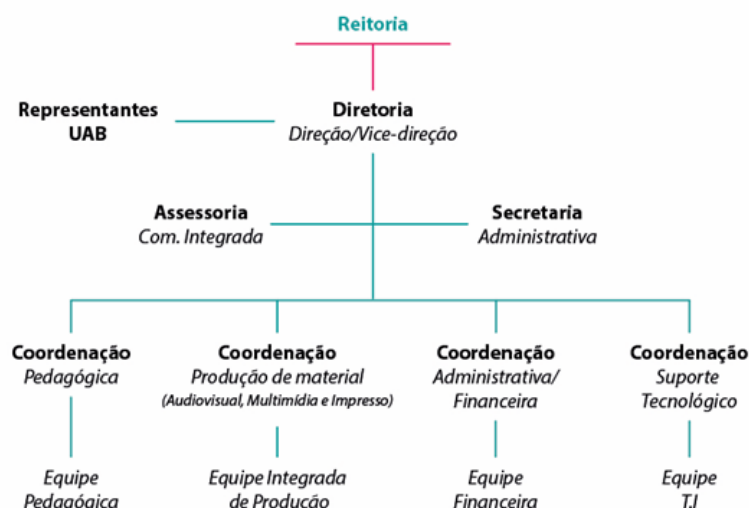 Reitoria
Representantes
UAB
Diretoria
Direção/Vice-direção
Assessoria
Com. Integrada
Secretaria
Administrativa
Coordenação
Pedagógica
Coordenação
Produção de material
(Audiovisual, Multimídia e Impresso)
Coordenação
Administrativa/
Financeira
Coordenação
Suporte
Tecnológico
Equipe
Pedagógica
Equipe Integrada
de Produção
Equipe
Financeira
Equipe
T.I